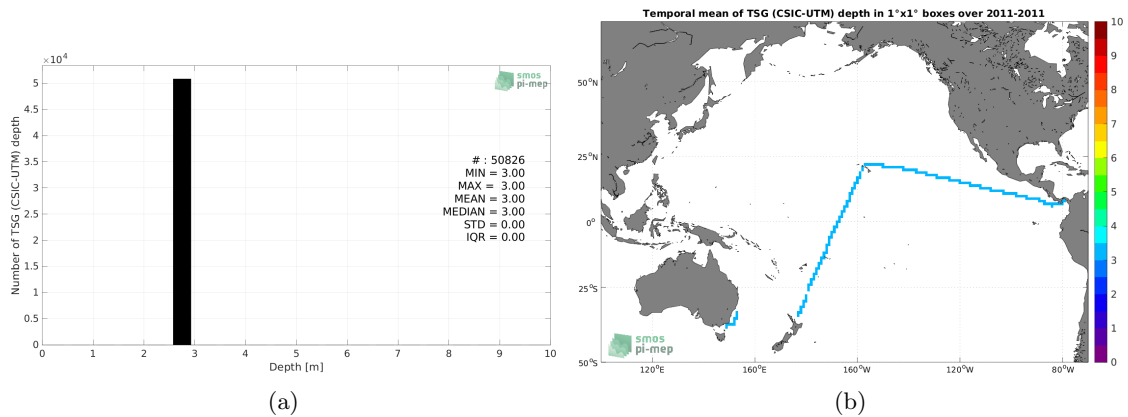 ×10⁴
5
4.5
4
3.5
3
2.5
2
1.5
1
0.5
0
Number of TSG (CSIC-UTM) depth
smos
pi-mep
# : 50826
MIN = 3.00
MAX = 3.00
MEAN = 3.00
MEDIAN = 3.00
STD = 0.00
IQR = 0.00
0 1 2 3 4 5 6 7 8 9 10
Depth [m]
(a)
Temporal mean of TSG (CSIC-UTM) depth in 1°x1° boxes over 2011-2011
50°N
25°N
0°
25°S
50°S
smos
pi-mep
120°E 160°E 160°W 120°W 80°W
10
9
8
7
6
5
4
3
2
1
0
(b)